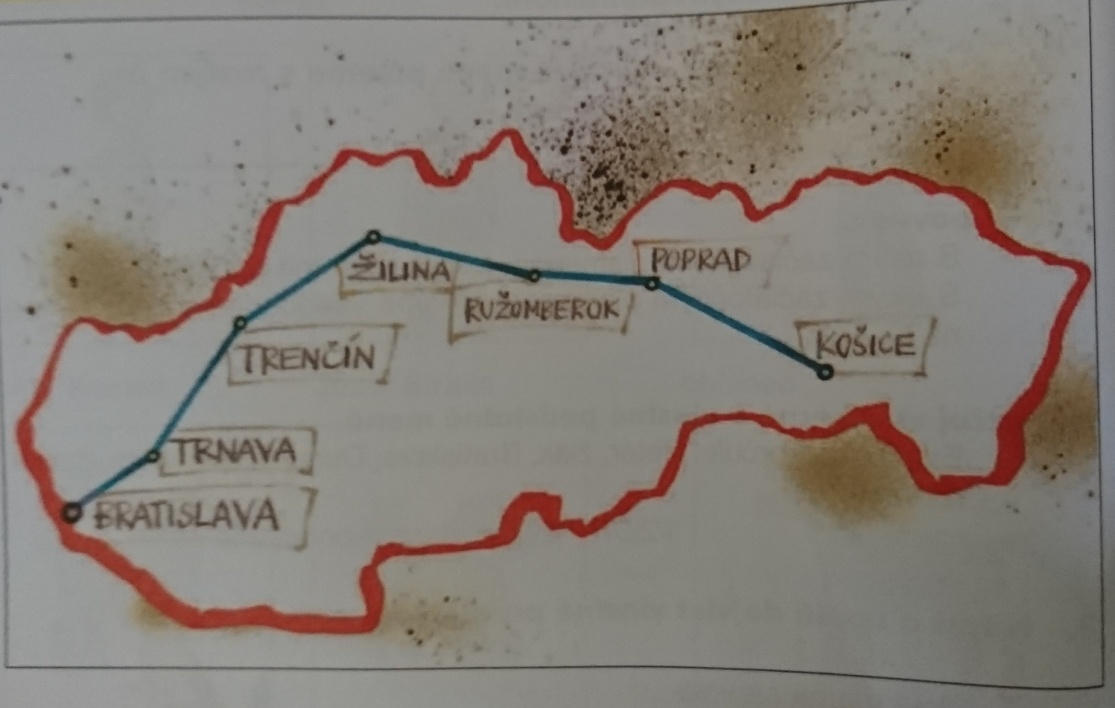 ŽILINA
POPRAD
RUŽOMBEROK
TRENČÍN
KOŠICE
TRNAVA
BRATISLAVA